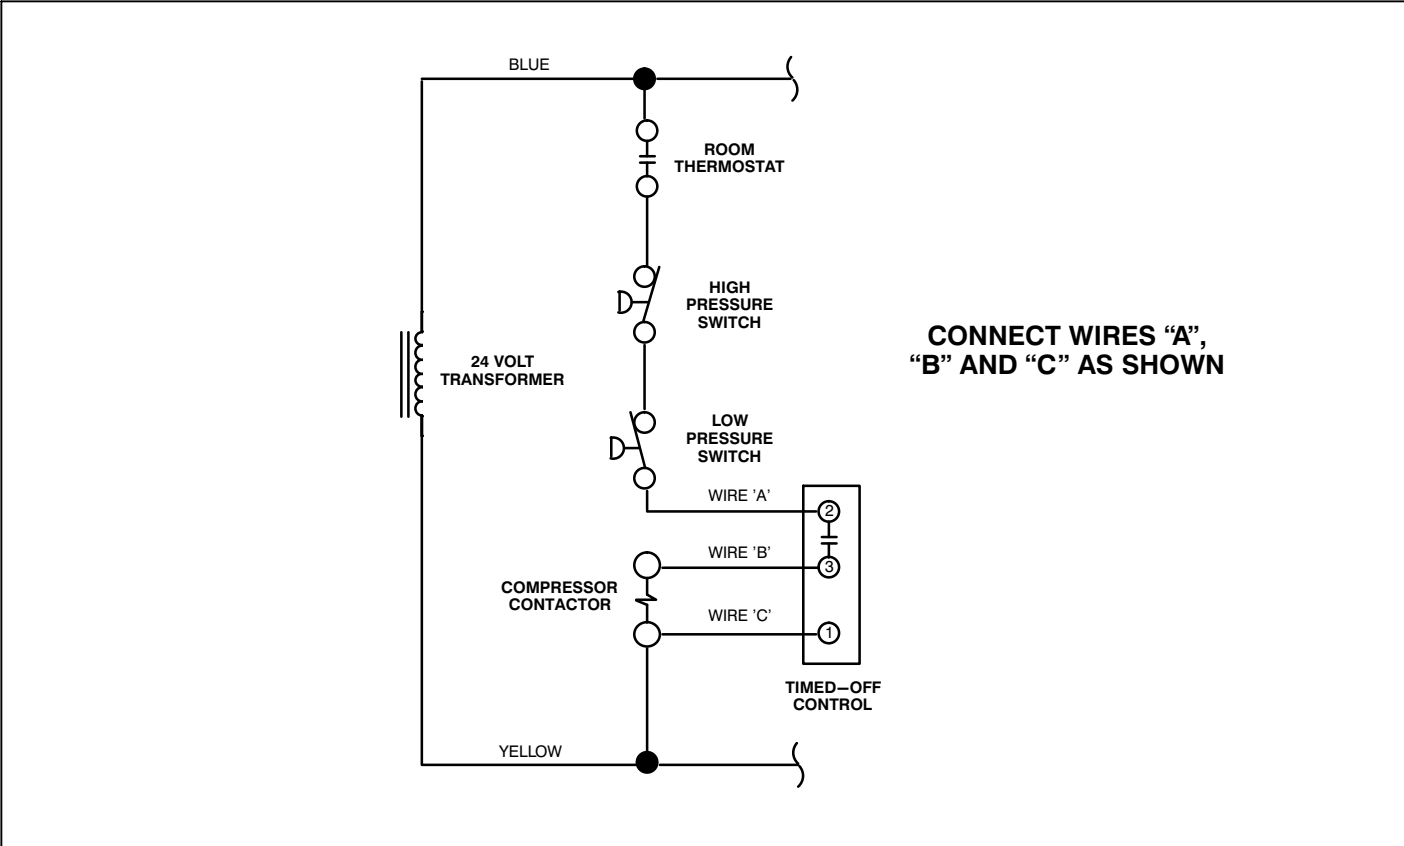 BLUE
ROOM
THERMOSTAT
HIGH
PRESSURE
SWITCH
CONNECT WIRES “A”,
“B” AND “C” AS SHOWN
24 VOLT
TRANSFORMER
LOW
PRESSURE
SWITCH
WIRE 'A'
2
WIRE 'B'
3
COMPRESSOR
CONTACTOR
WIRE 'C'
1
TIMED–OFF
CONTROL
YELLOW